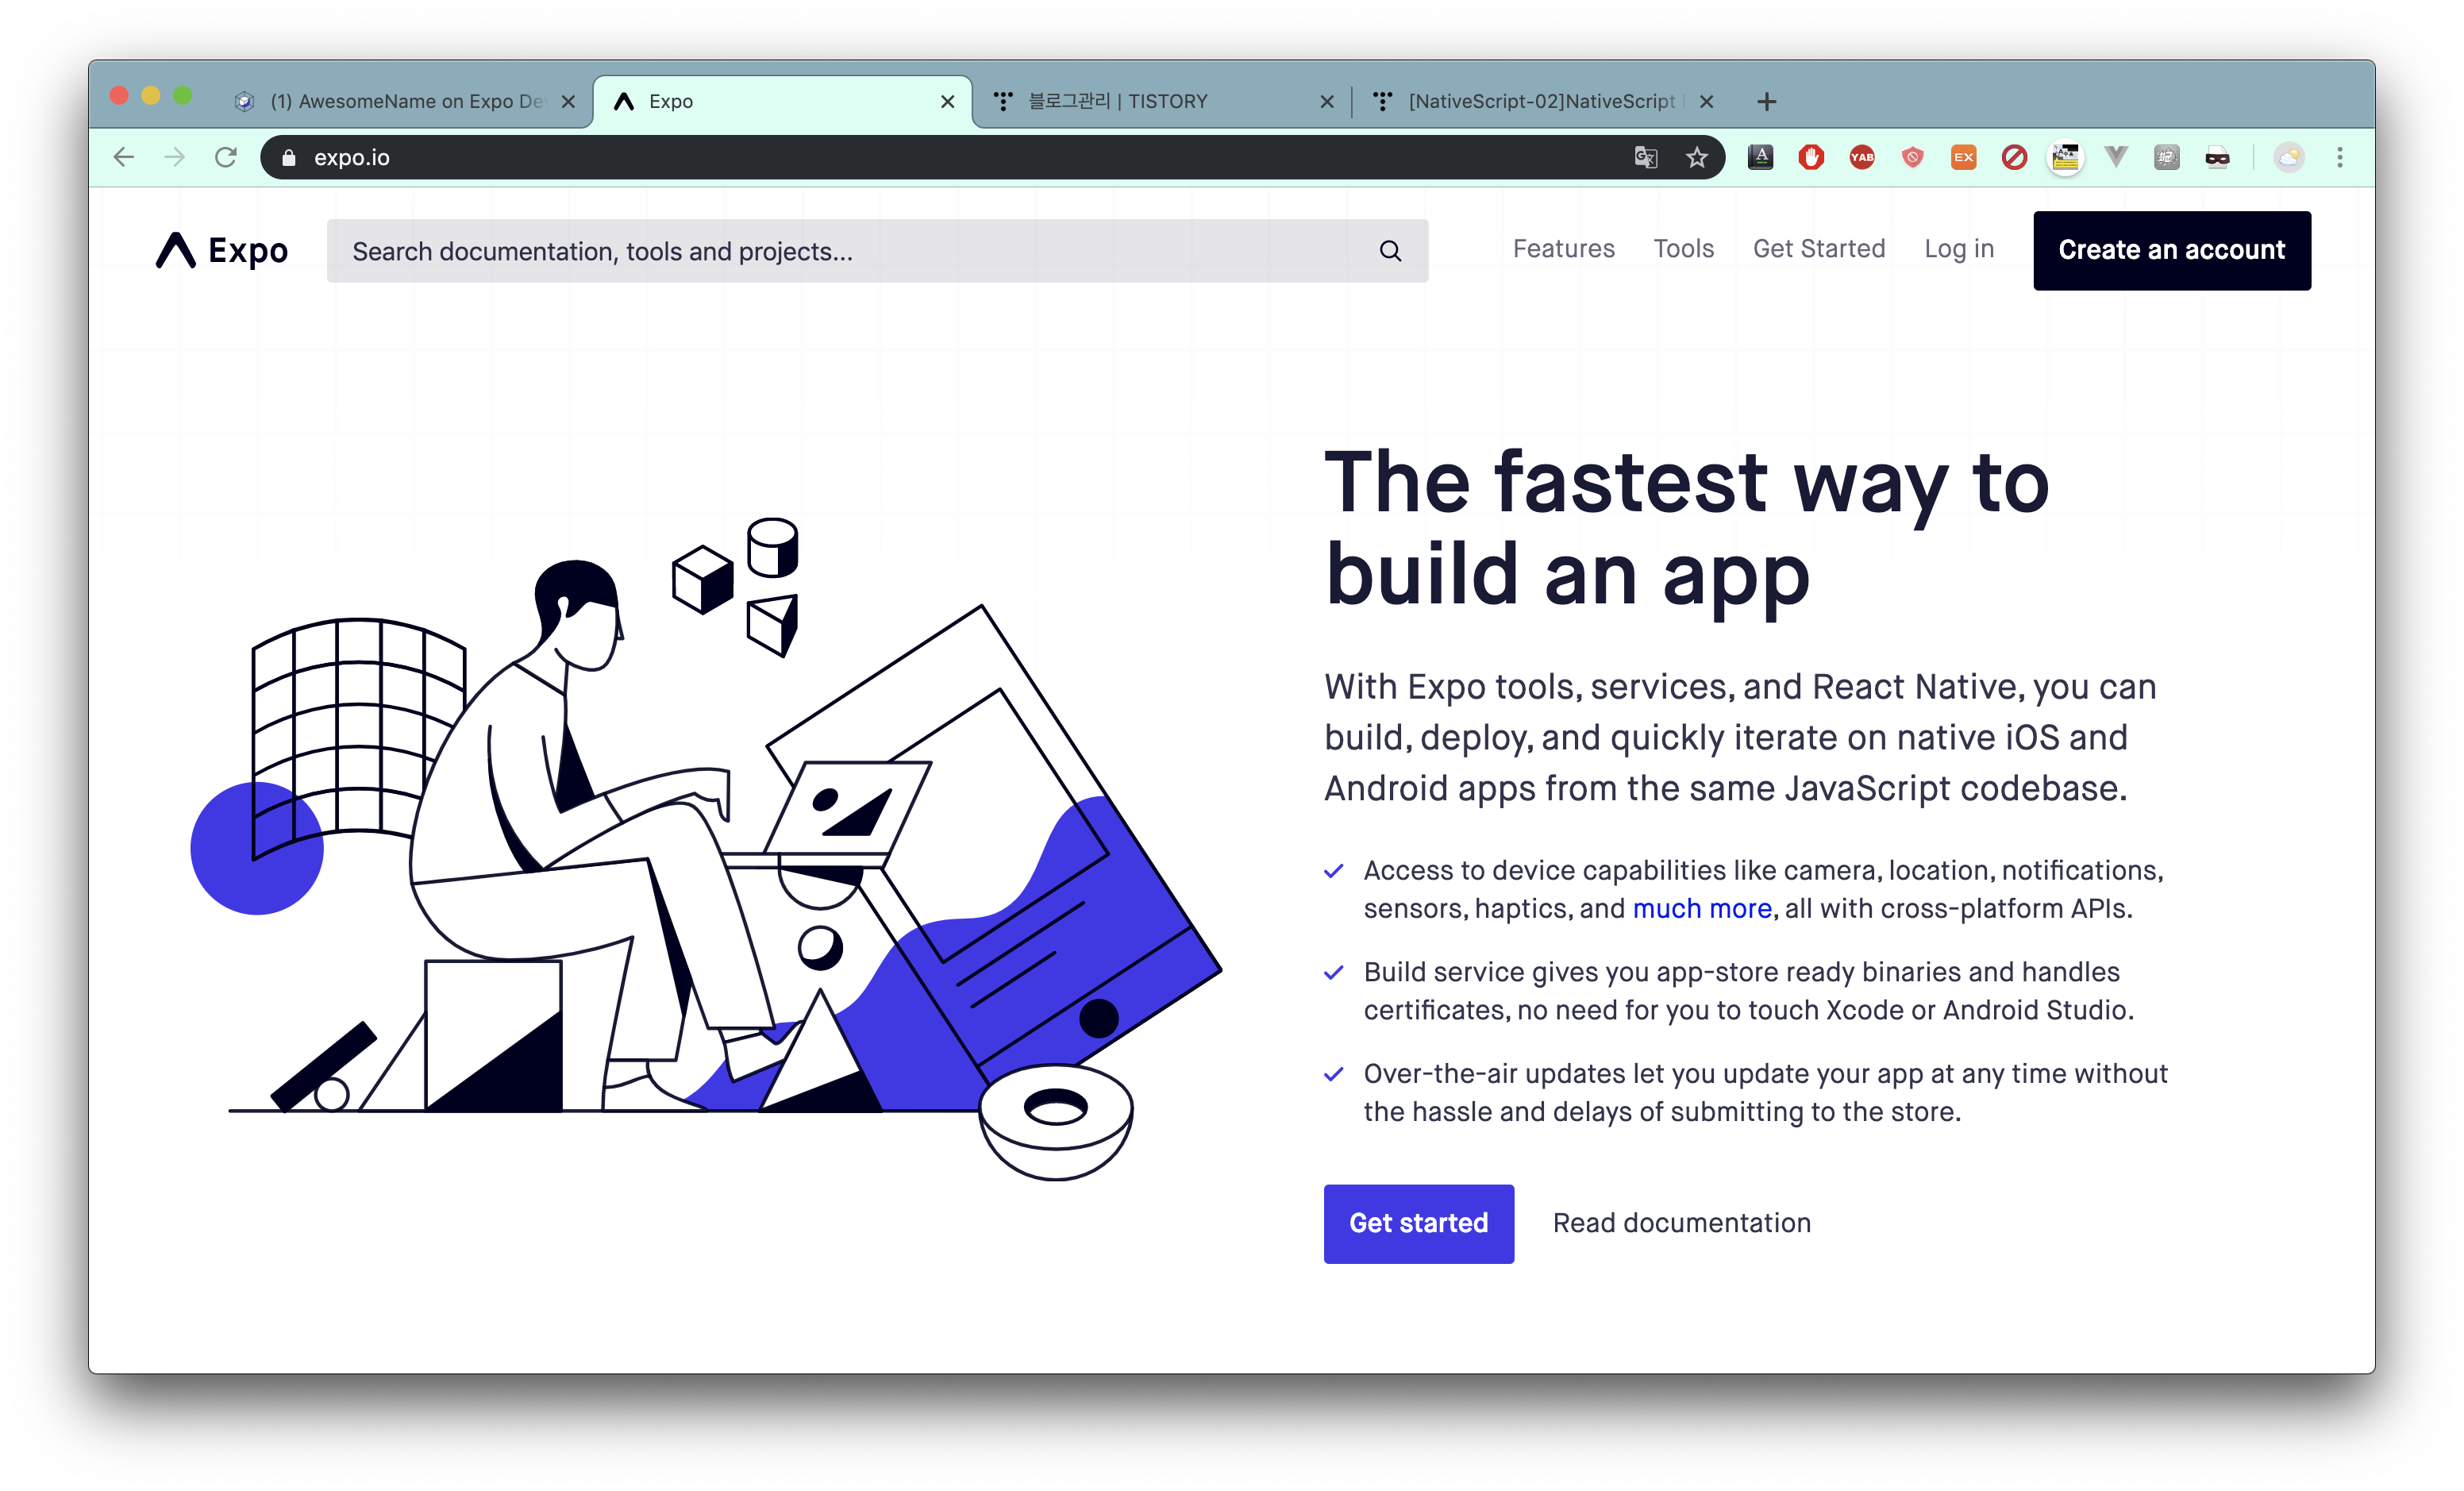 (1) AwesomeName on Expo De
Expo
블로그관리 | TISTORY
[NativeScript-02]NativeScript
expo.io
A
YAB
EX
Expo
Search documentation, tools and projects...
Features
Tools
Get Started
Log in
Create an account
The fastest way to
build an app
With Expo tools, services, and React Native, you can
build, deploy, and quickly iterate on native iOS and
Android apps from the same JavaScript codebase.
Access to device capabilities like camera, location, notifications,
sensors, haptics, and much more, all with cross-platform APIs.
Build service gives you app-store ready binaries and handles
certificates, no need for you to touch Xcode or Android Studio.
Over-the-air updates let you update your app at any time without
the hassle and delays of submitting to the store.
Get started
Read documentation